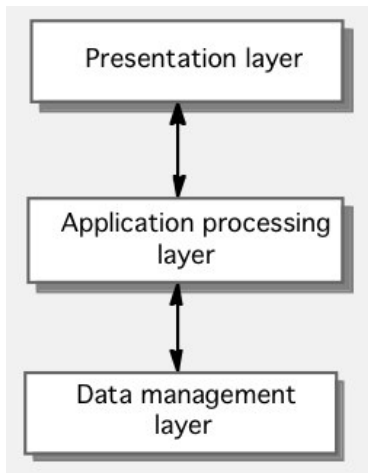 Presentation layer
Application processing
layer
Data management
layer